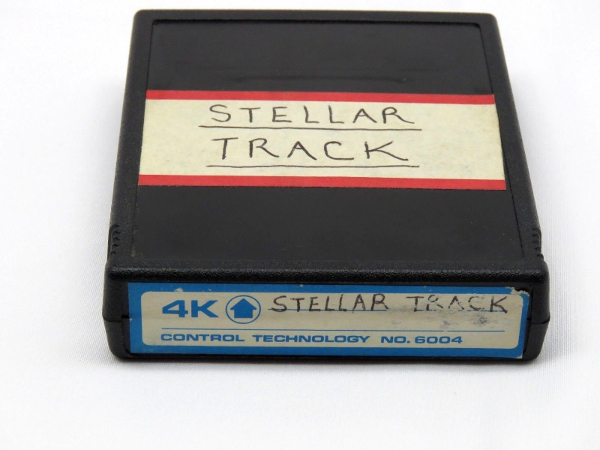 STELLAR
TRACK
4K STELLAR TRACK
CONTROL TECHNOLOGY NO. 6004